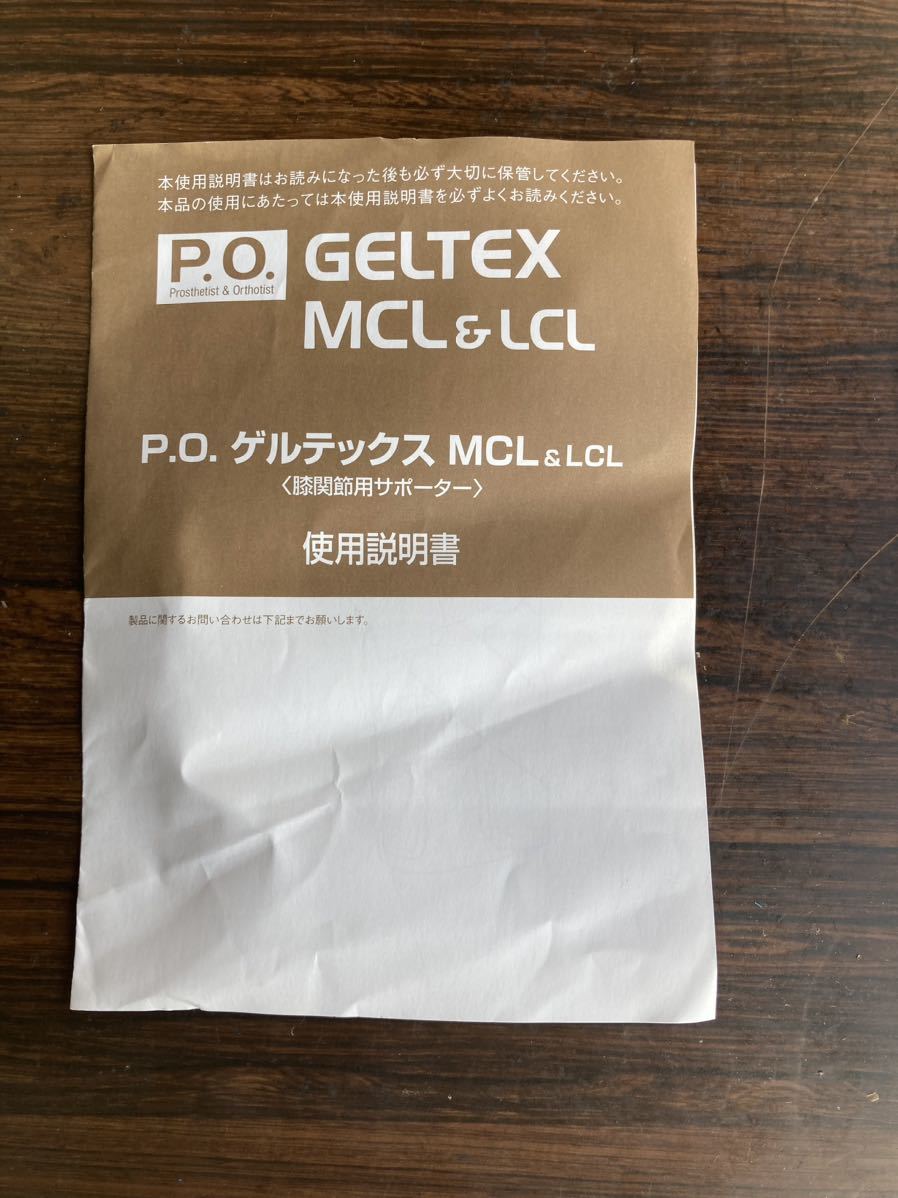 本使用説明書はお読みになった後も必ず大切に保管してください。
本品の使用にあたっては本使用説明書を必ずよくお読みください。
P.O.
Prosthetist & Orthotist
GELTEX
MCL & LCL
P.O. ゲルテックス MCL & LCL
〈膝関節用サポーター〉
使用説明書
製品に関するお問い合わせは下記までお願いします。